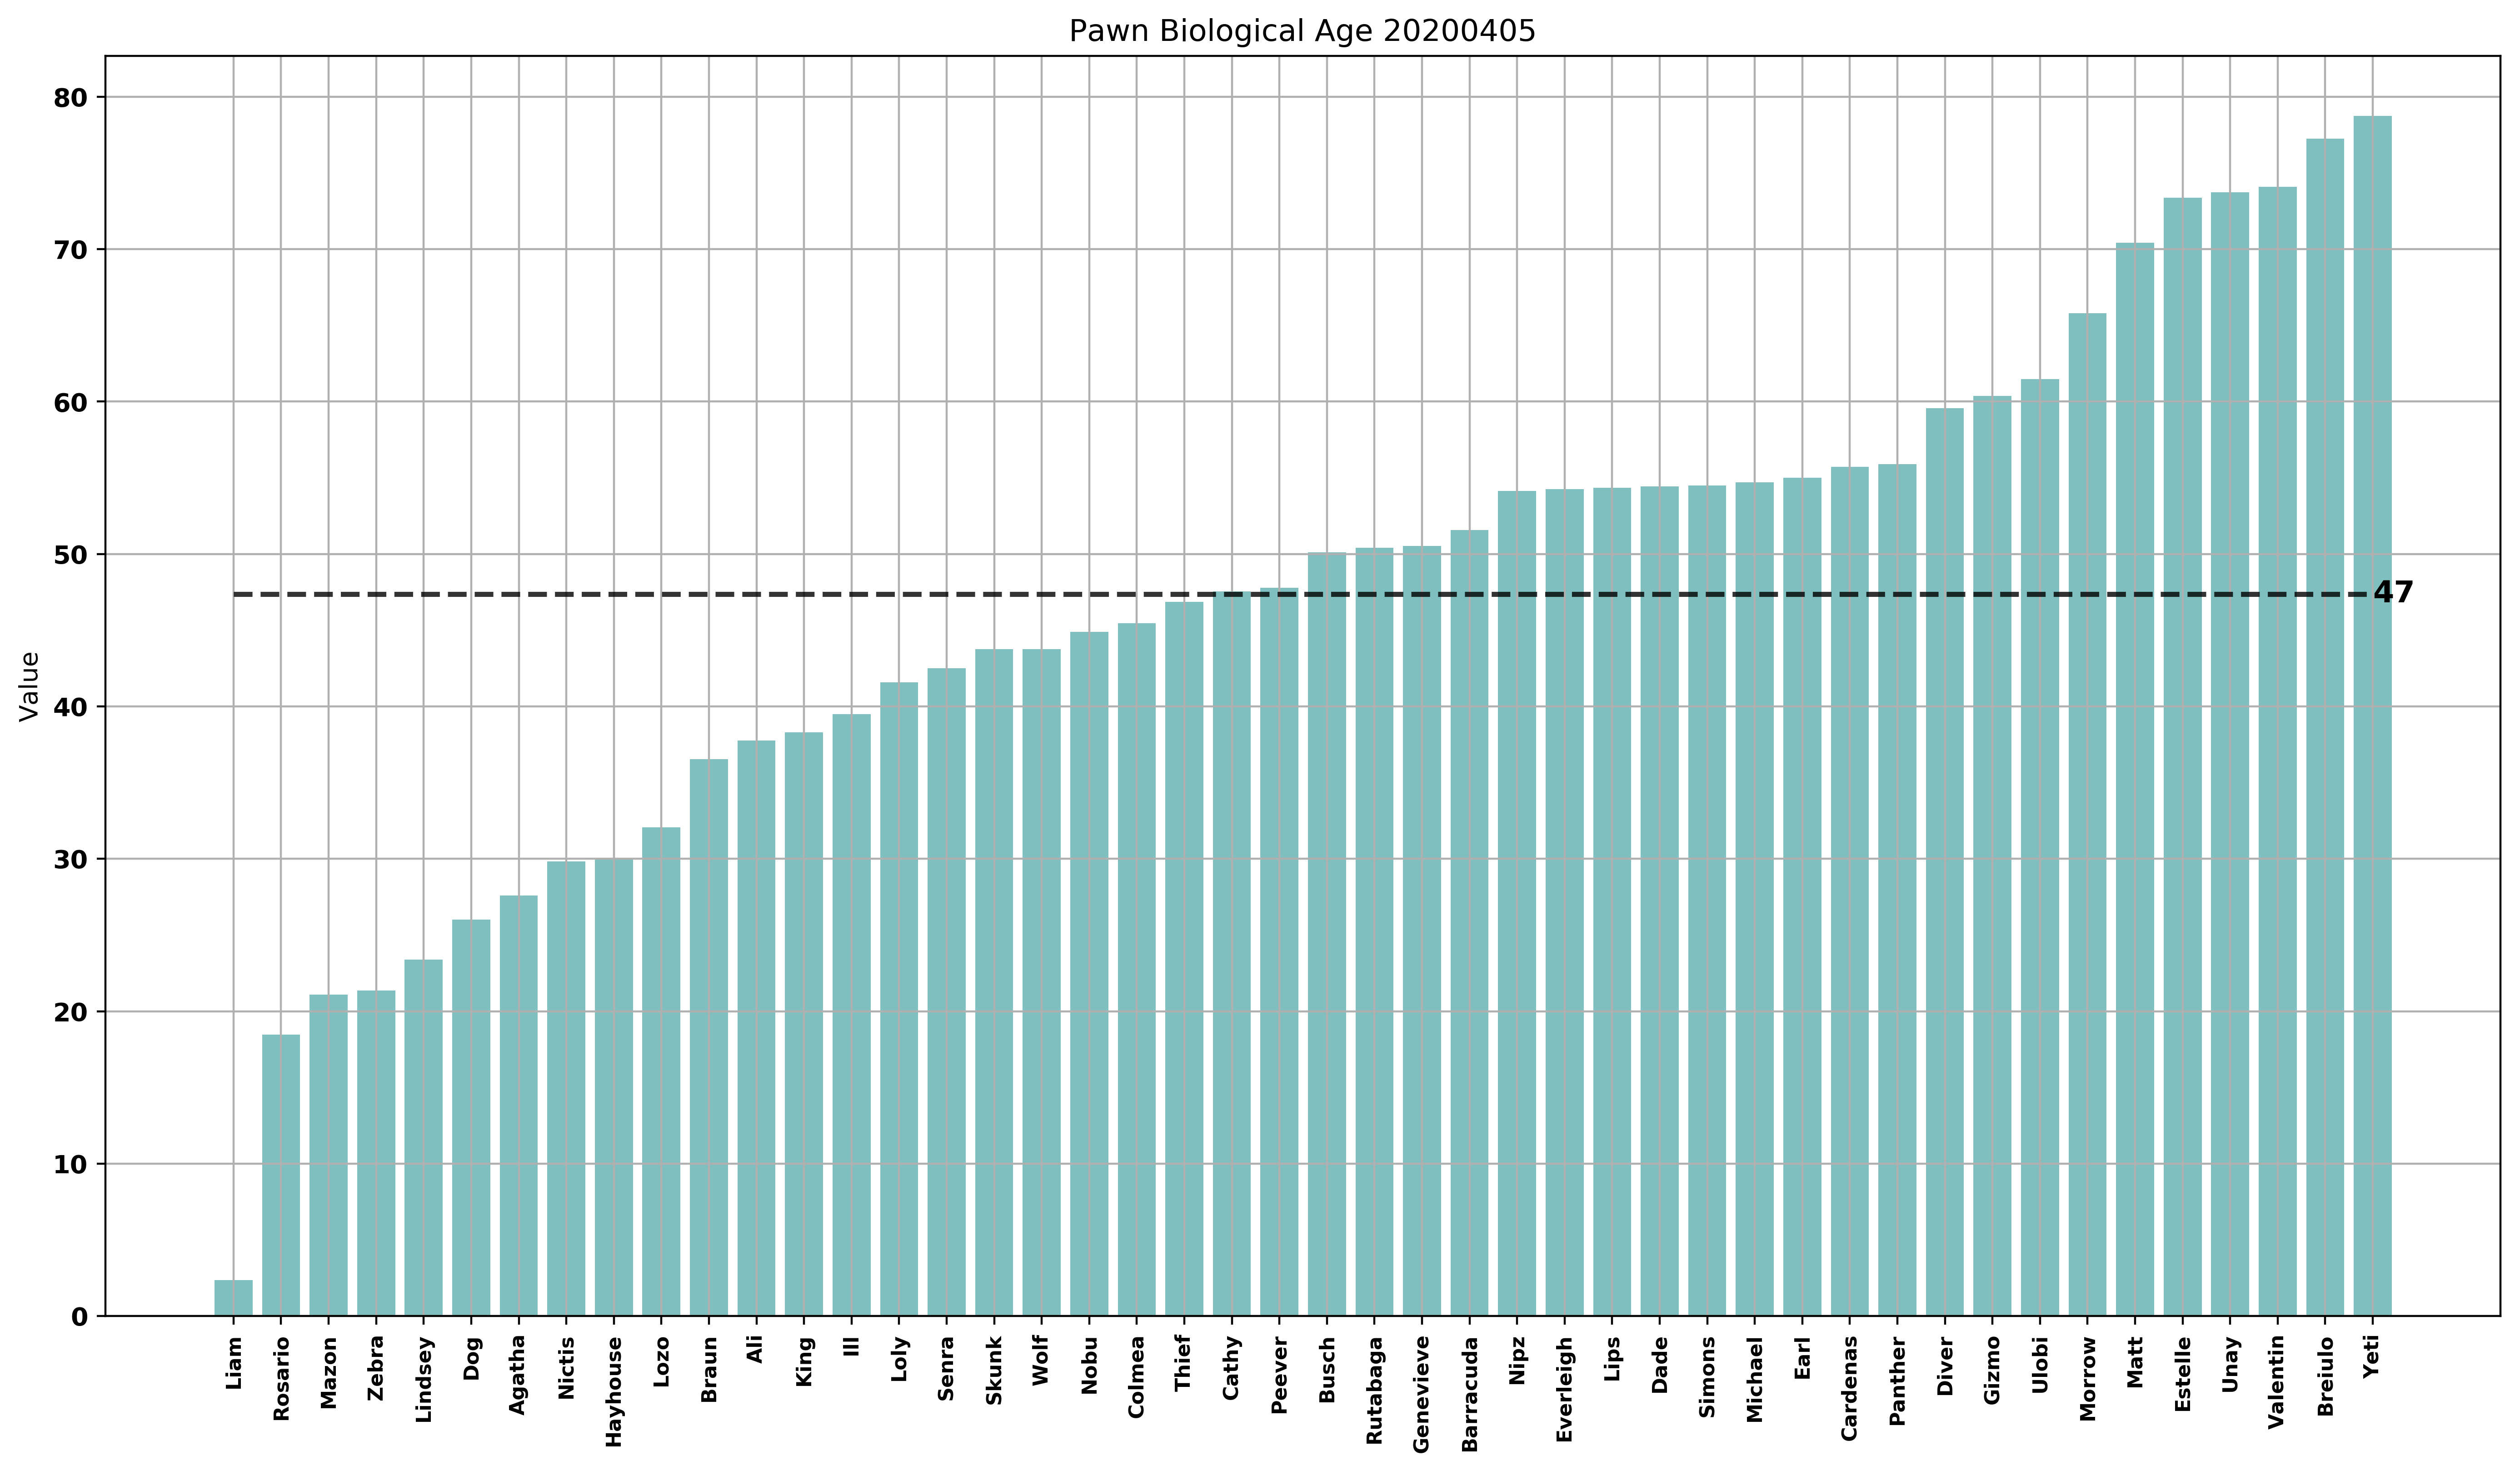 Pawn Biological Age 20200405
Value
80
70
60
50
40
30
20
10
0
47
Liam
Rosario
Mazon
Zebra
Lindsey
Dog
Agatha
Nictis
Hayhouse
Lozo
Braun
Ali
King
III
Loly
Senra
Skunk
Wolf
Nobu
Colmea
Thief
Cathy
Peever
Busch
Rutabaga
Genevieve
Barracuda
Nipz
Everleigh
Lips
Dade
Simons
Michael
Earl
Cardenas
Panther
Diver
Gizmo
Ulobi
Morrow
Matt
Estelle
Unay
Valentin
Breiulo
Yeti